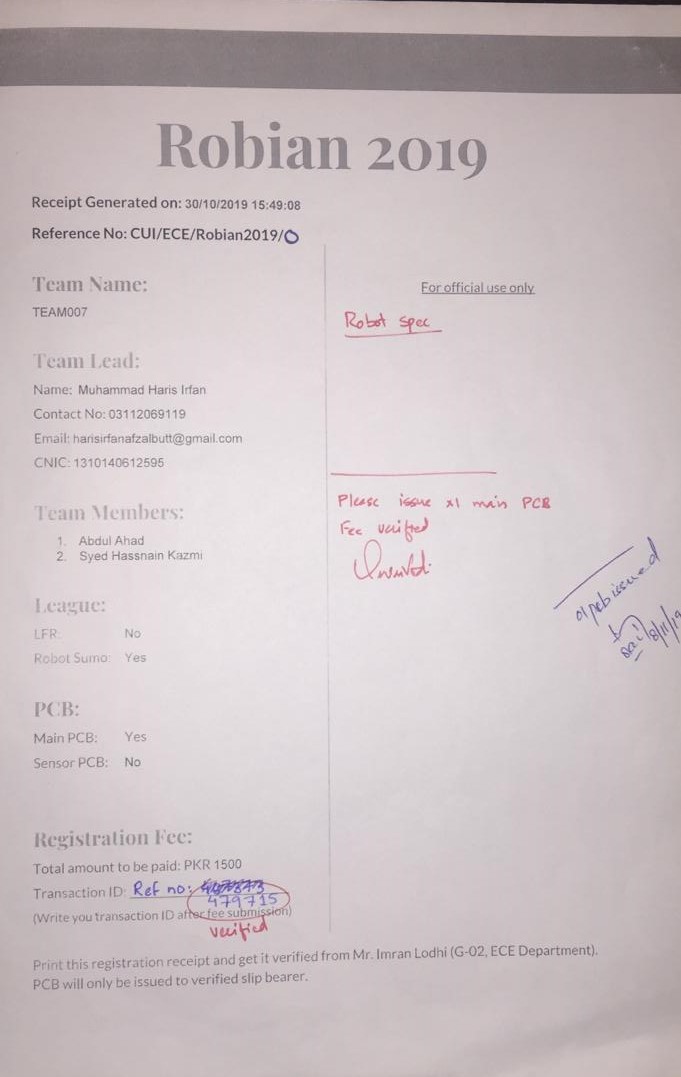 Robian 2019
Receipt Generated on: 30/10/2019 15:49:08
Reference No: CUI/ECE/Robian2019/0
Team Name:
TEAM007
Team Lead:
Name: Muhammad Haris Irfan
Contact No: 03112069119
Email: harisirfanafzalbutt@gmail.com
CNIC: 1310140612595
Team Members:
1. Abdul Ahad
2. Syed Hassnain Kazmi
League:
LFR: No
Robot Sumo: Yes
PCB:
Main PCB: Yes
Sensor PCB: No
Registration Fee:
Total amount to be paid: PKR 1500
Transaction ID: Ref no:
479715
(Write you transaction ID after fee submission)
verified
For official use only
Robot spec
Please issue x1 main PCB
Fee verified
01 pcb issued
8/11/19
Print this registration receipt and get it verified from Mr. Imran Lodhi (G-02, ECE Department).
PCB will only be issued to verified slip bearer.